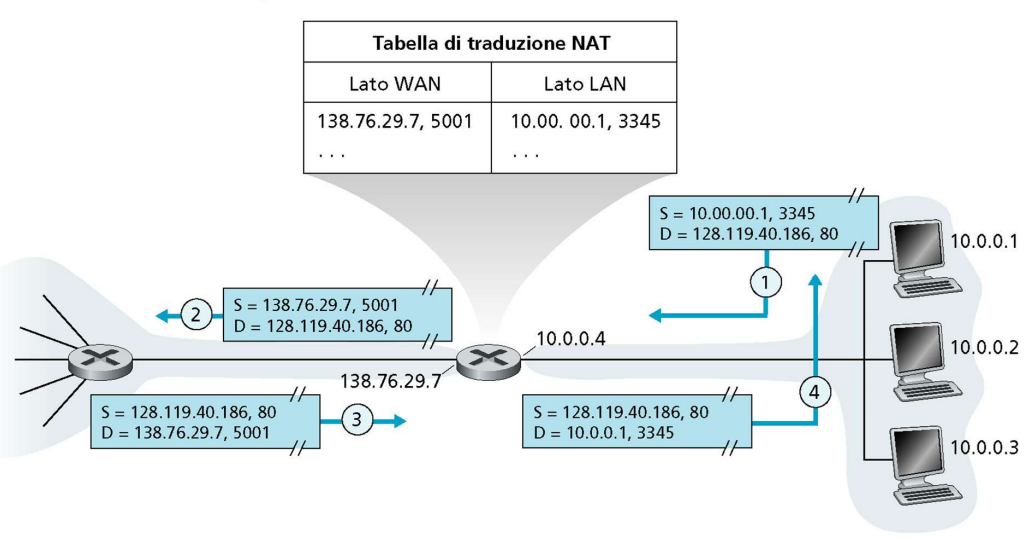 Tabella di traduzione NAT
Lato WAN
Lato LAN
138.76.29.7, 5001
10.00. 00.1, 3345
. . .
. . .
S = 10.00.00.1, 3345
D = 128.119.40.186, 80
10.0.0.1
1
2
S = 138.76.29.7, 5001
D = 128.119.40.186, 80
10.0.0.4
10.0.0.2
138.76.29.7
S = 128.119.40.186, 80
D = 138.76.29.7, 5001
3
S = 128.119.40.186, 80
D = 10.0.0.1, 3345
4
10.0.0.3